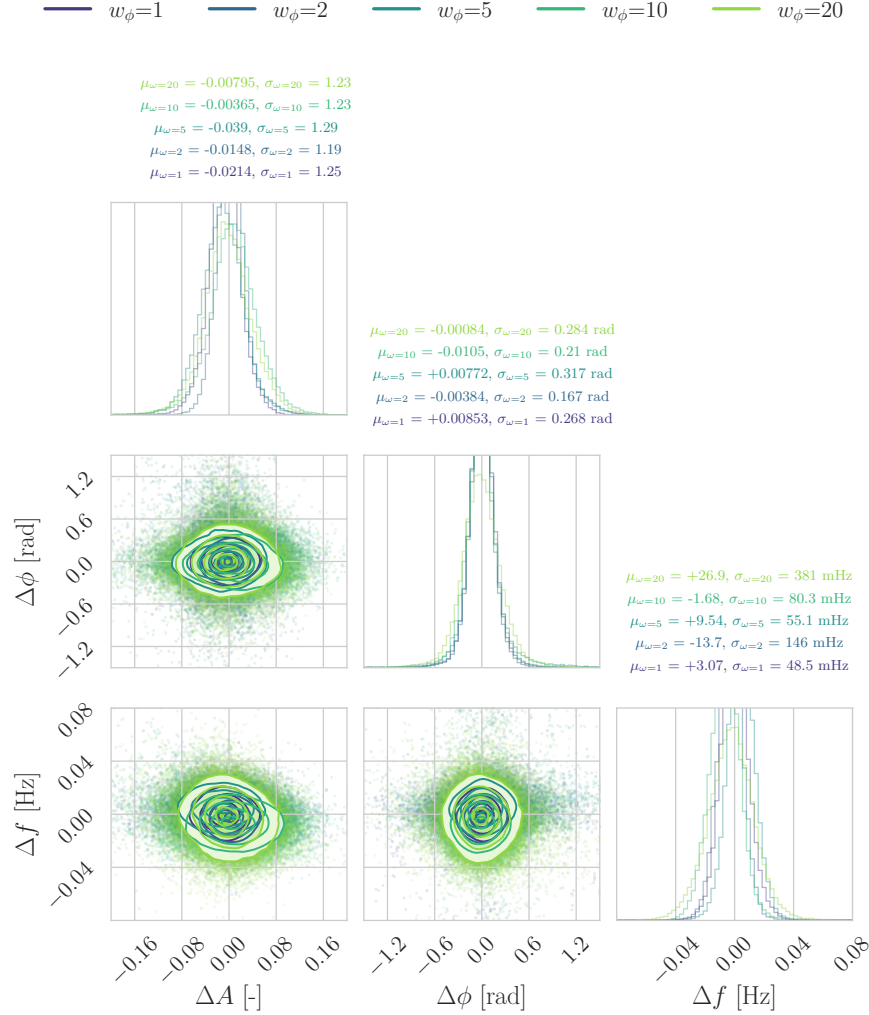 w_ϕ=1 w_ϕ=2 w_ϕ=5 w_ϕ=10 w_ϕ=20
μ_ω=20 = -0.00795, σ_ω=20 = 1.23
μ_ω=10 = -0.00365, σ_ω=10 = 1.23
μ_ω=5 = -0.039, σ_ω=5 = 1.29
μ_ω=2 = -0.0148, σ_ω=2 = 1.19
μ_ω=1 = -0.0214, σ_ω=1 = 1.25
μ_ω=20 = -0.00084, σ_ω=20 = 0.284 rad
μ_ω=10 = -0.0105, σ_ω=10 = 0.21 rad
μ_ω=5 = +0.00772, σ_ω=5 = 0.317 rad
μ_ω=2 = -0.00384, σ_ω=2 = 0.167 rad
μ_ω=1 = +0.00853, σ_ω=1 = 0.268 rad
1.2
0.6
0.0
−0.6
−1.2
Δϕ [rad]
μ_ω=20 = +26.9, σ_ω=20 = 381 mHz
μ_ω=10 = -1.68, σ_ω=10 = 80.3 mHz
μ_ω=5 = +9.54, σ_ω=5 = 55.1 mHz
μ_ω=2 = -13.7, σ_ω=2 = 146 mHz
μ_ω=1 = +3.07, σ_ω=1 = 48.5 mHz
0.08
0.04
0.00
−0.04
Δf [Hz]
−0.16 −0.08 0.00 0.08 0.16
ΔA [-]
−1.2 −0.6 0.0 0.6 1.2
Δϕ [rad]
−0.04 0.00 0.04 0.08
Δf [Hz]